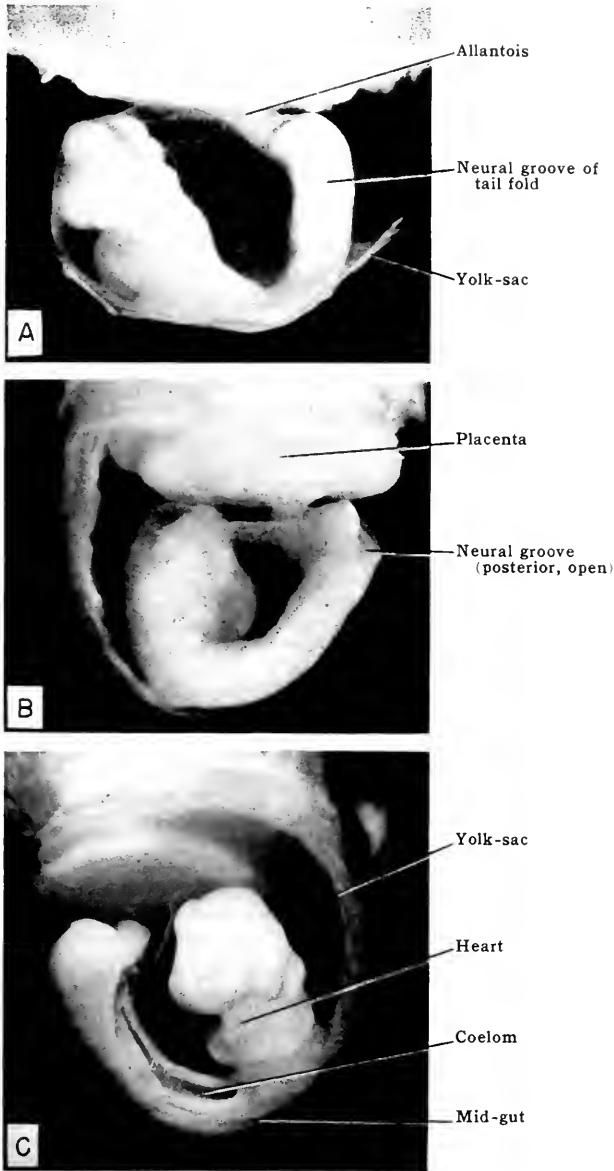 Allantois
Neural groove of
tail fold
Yolk-sac
A
Placenta
Neural groove
(posterior, open)
B
Yolk-sac
Heart
Coelom
Mid-gut
C